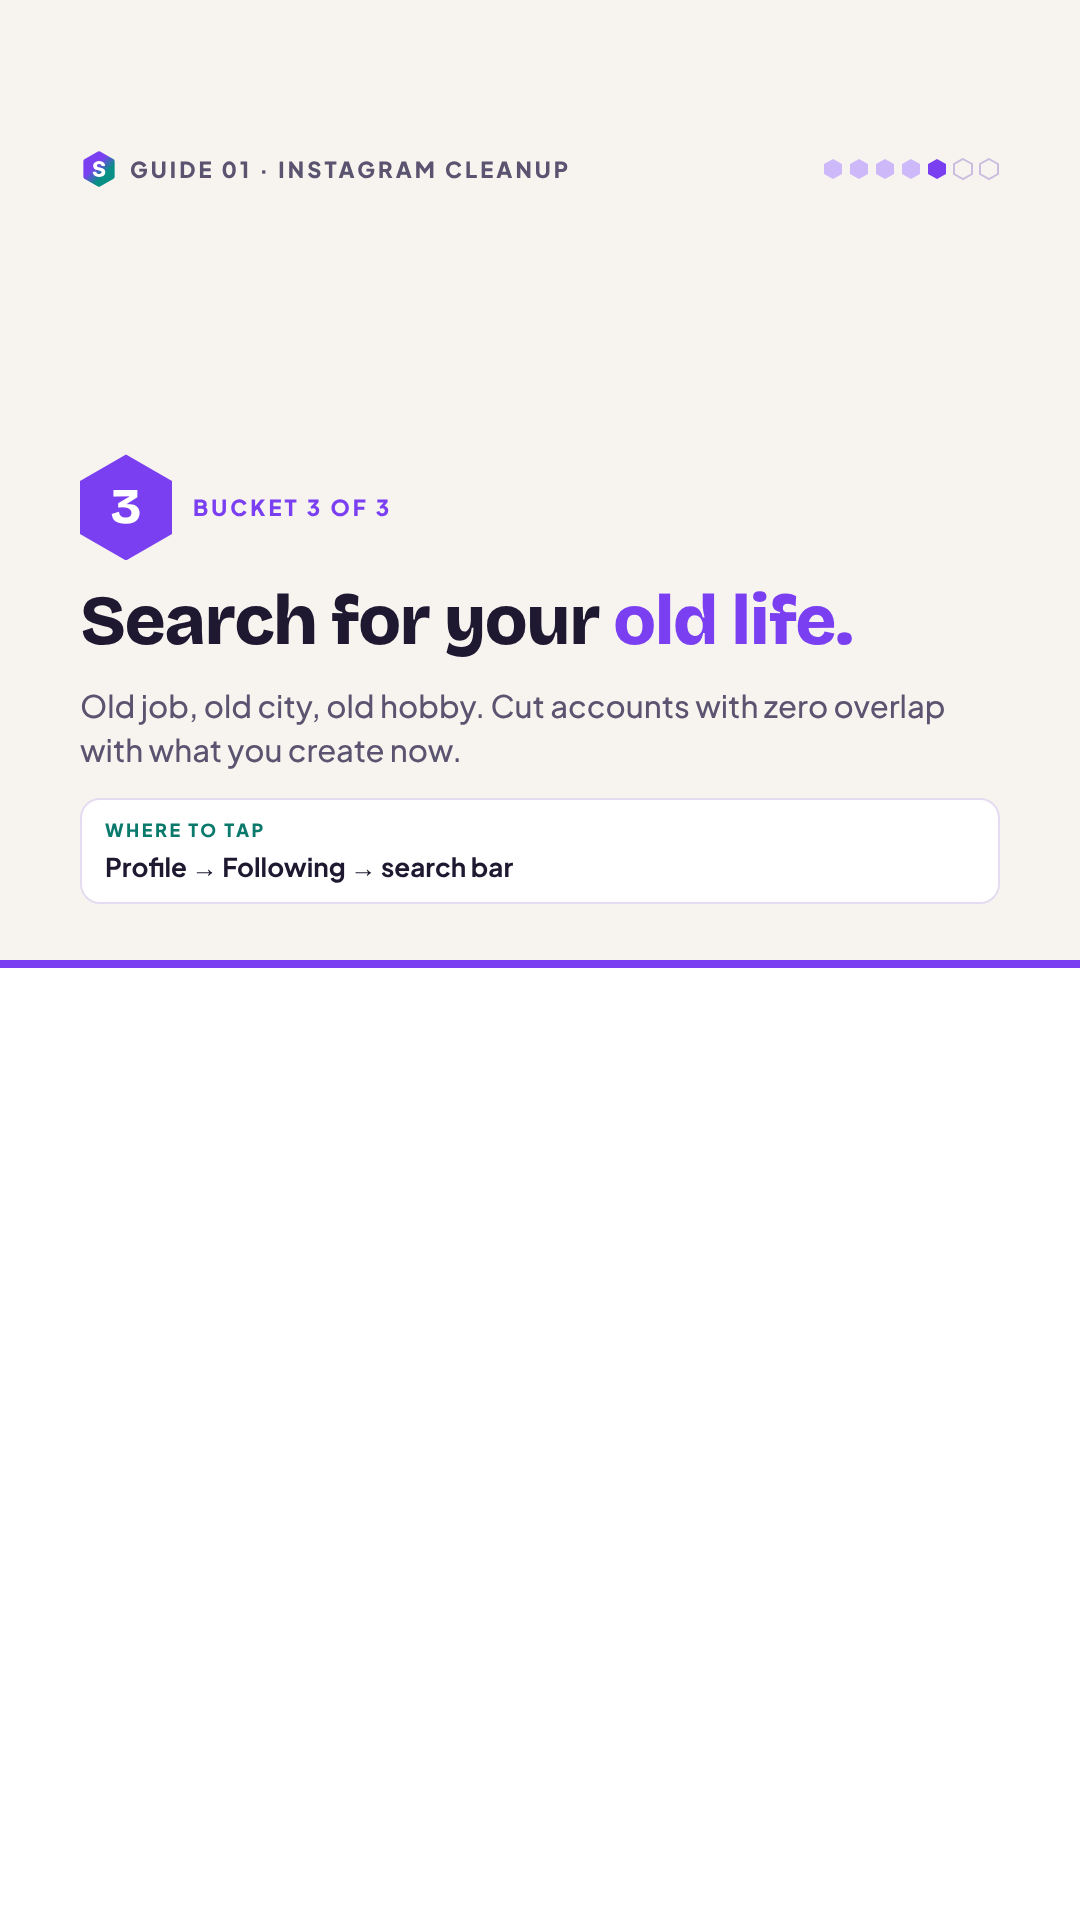 S GUIDE 01 · INSTAGRAM CLEANUP
3 BUCKET 3 OF 3
Search for your old life.
Old job, old city, old hobby. Cut accounts with zero overlap
with what you create now.
WHERE TO TAP
Profile → Following → search bar